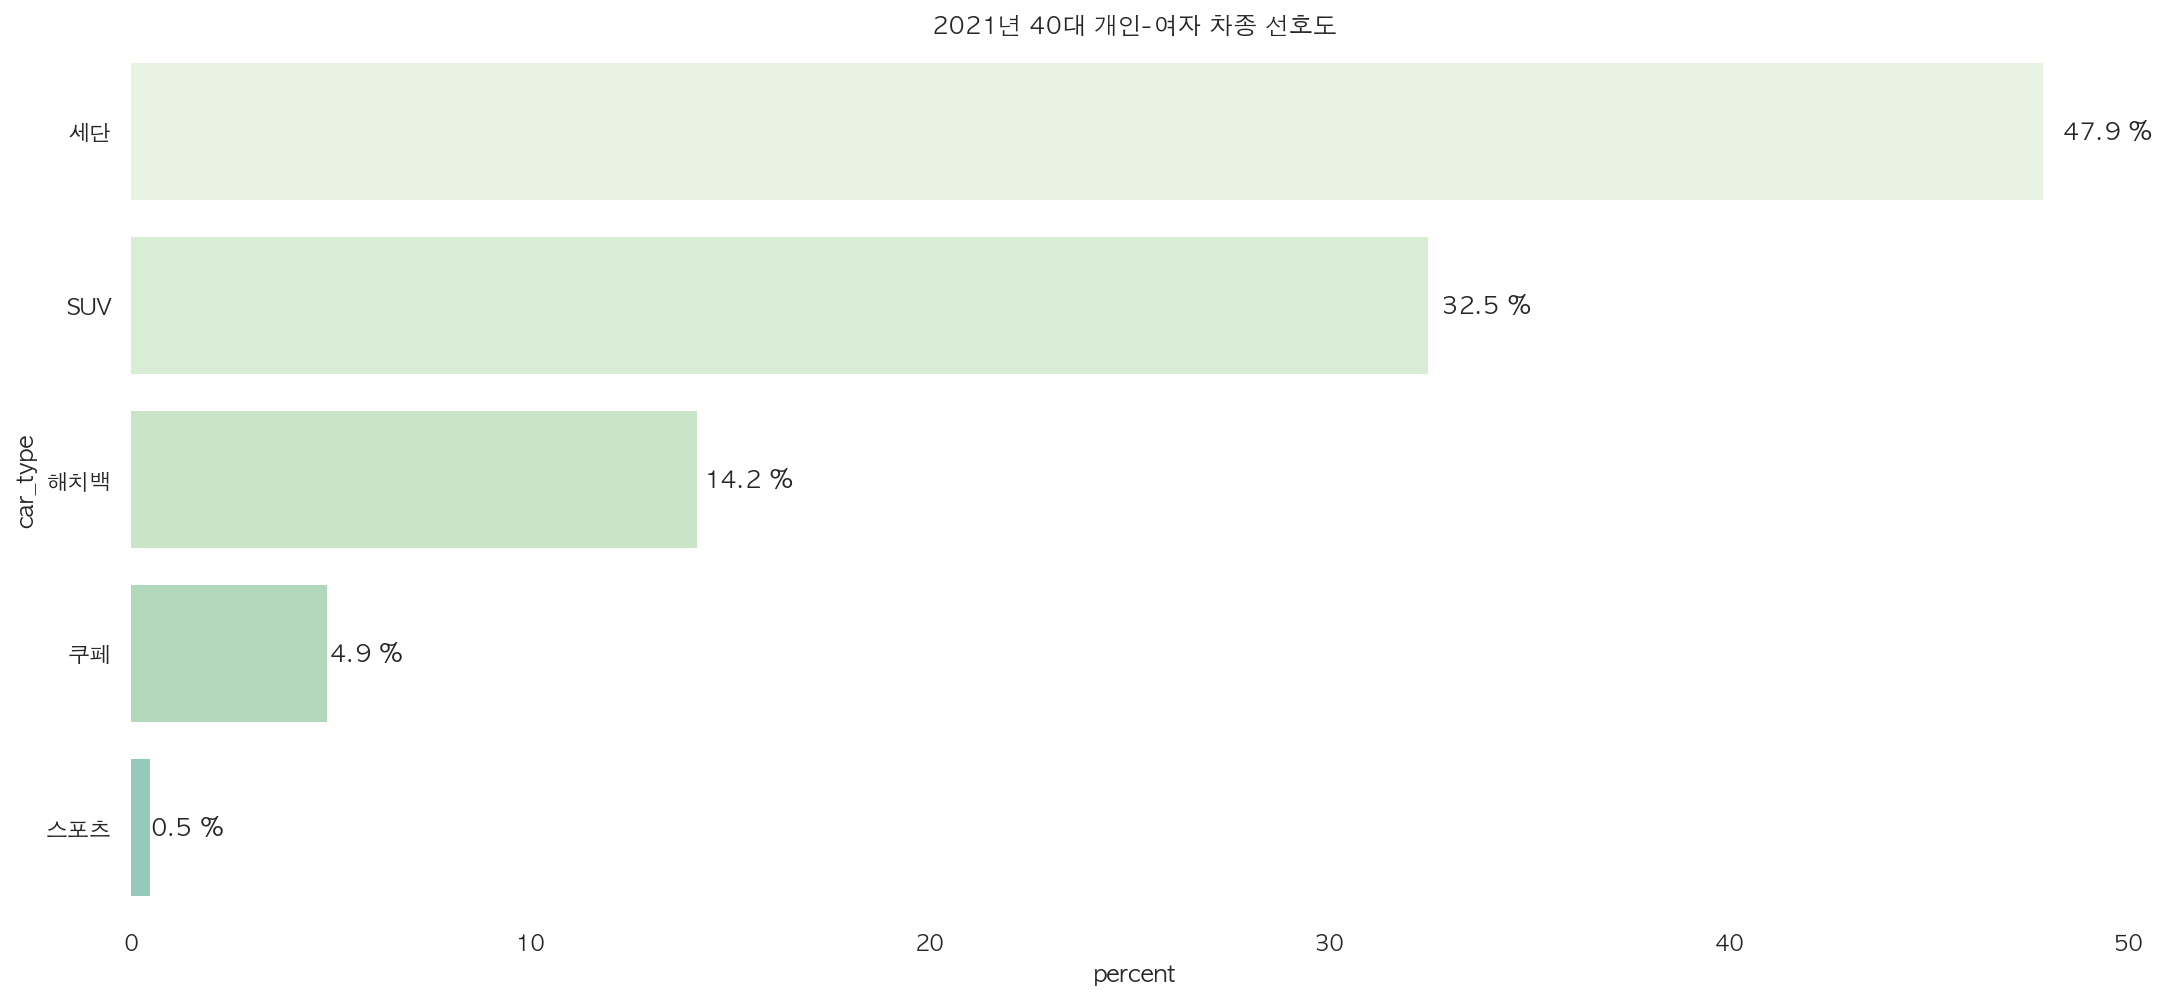 2021년 40대 개인-여자 차종 선호도
세단
47.9 %
SUV
32.5 %
car_type
해치백
14.2 %
쿠페
4.9 %
스포츠
0.5 %
0 10 20 30 40 50
percent